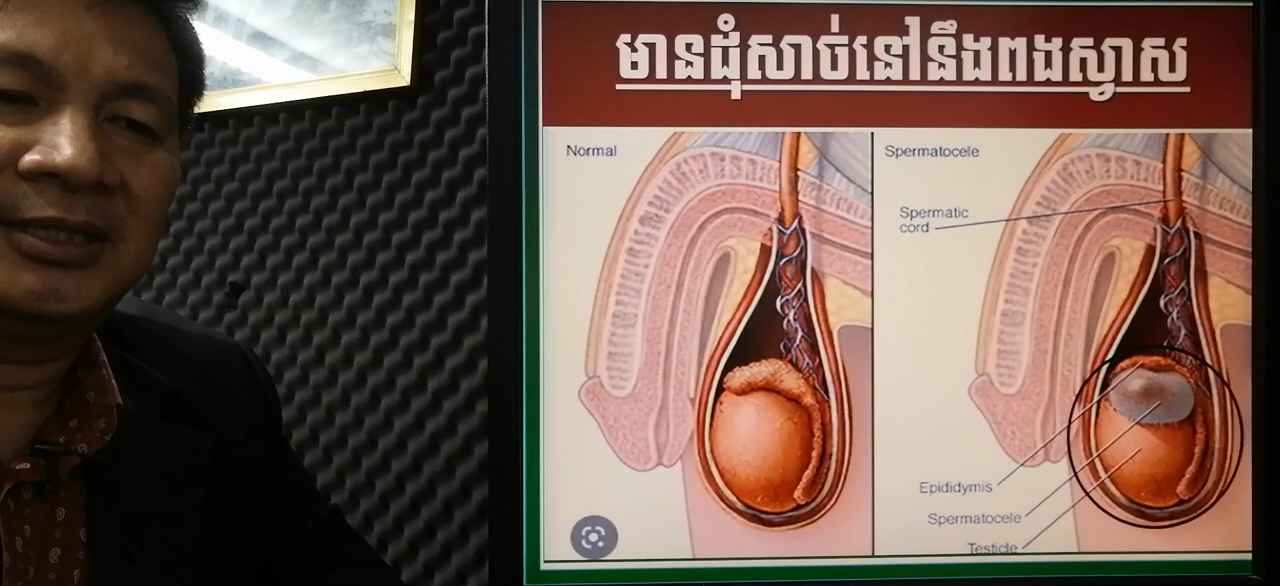 មានដុំសាច់នៅនឹងពងស្វាស
Normal
Spermatocele
Spermatic
cord
Epididymis
Spermatocele
Testicle